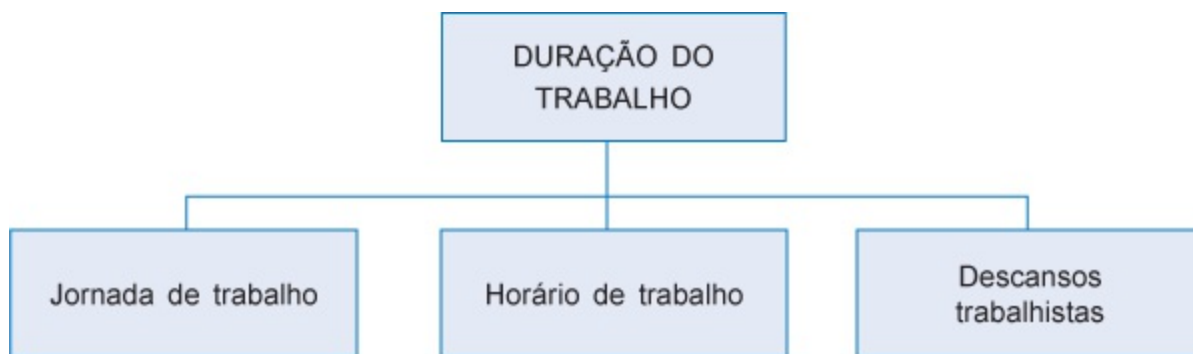 DURAÇÃO DO
TRABALHO
Jornada de trabalho
Horário de trabalho
Descansos
trabalhistas